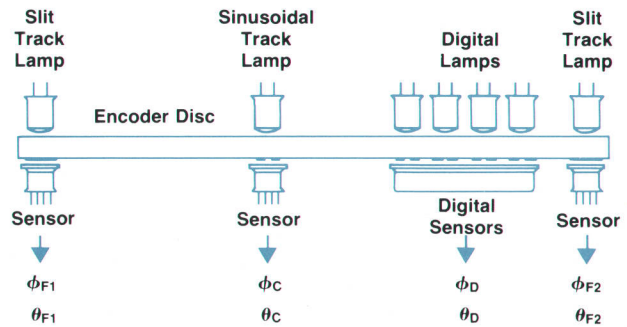 Slit
Track
Lamp
Sinusoidal
Track
Lamp
Digital
Lamps
Slit
Track
Lamp
Encoder Disc
Sensor
Sensor
Digital
Sensors
Sensor
ϕF1
ϕC
ϕD
ϕF2
θF1
θC
θD
θF2